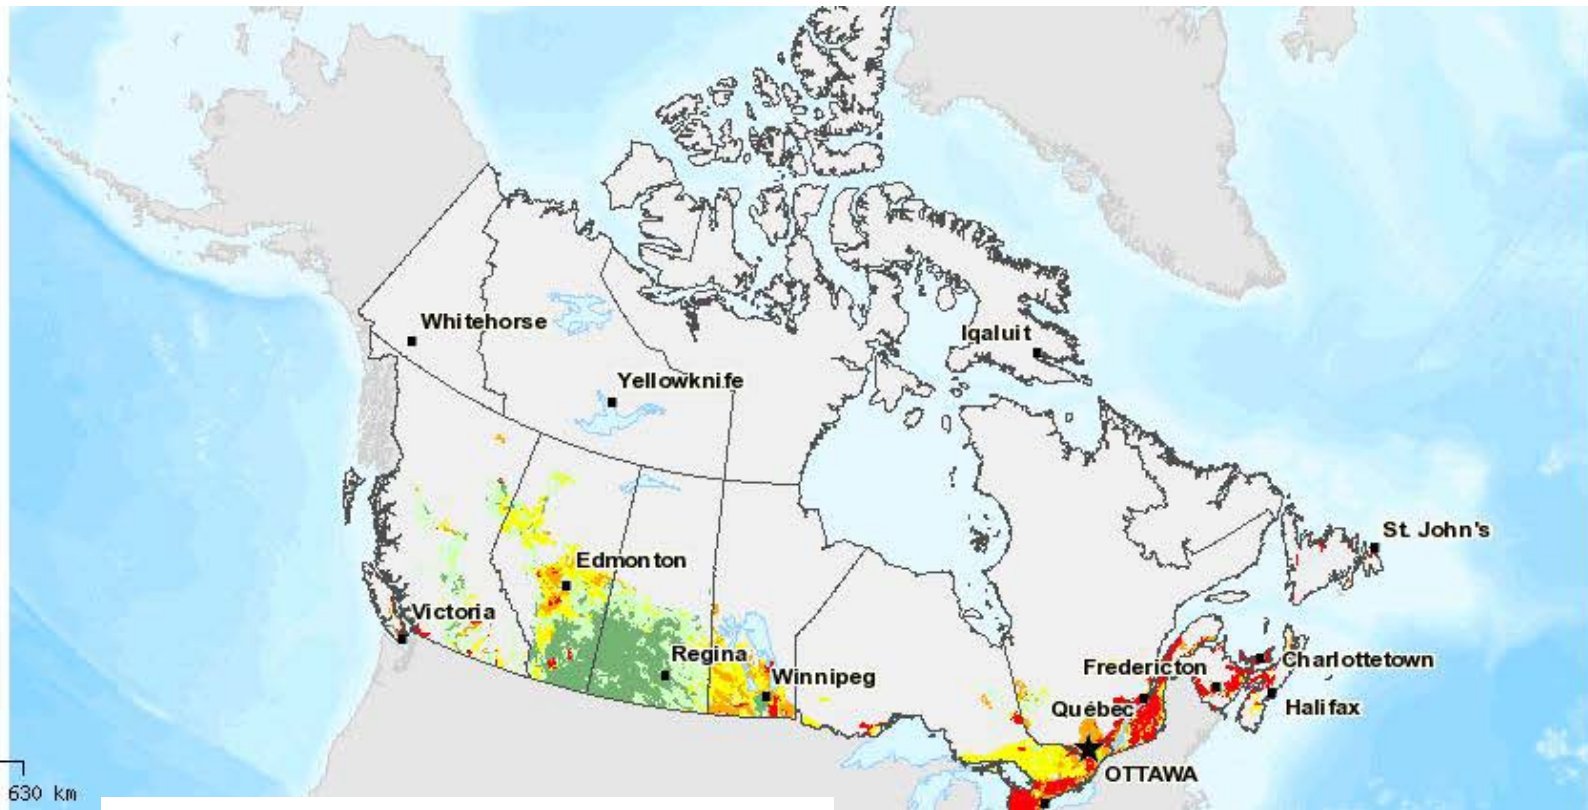 Whitehorse
Iqaluit
Yellowknife
St. John's
Edmonton
Victoria
Regina
Fredericton
Charlottetown
Winnipeg
Québec
Halifax
OTTAWA
630 km